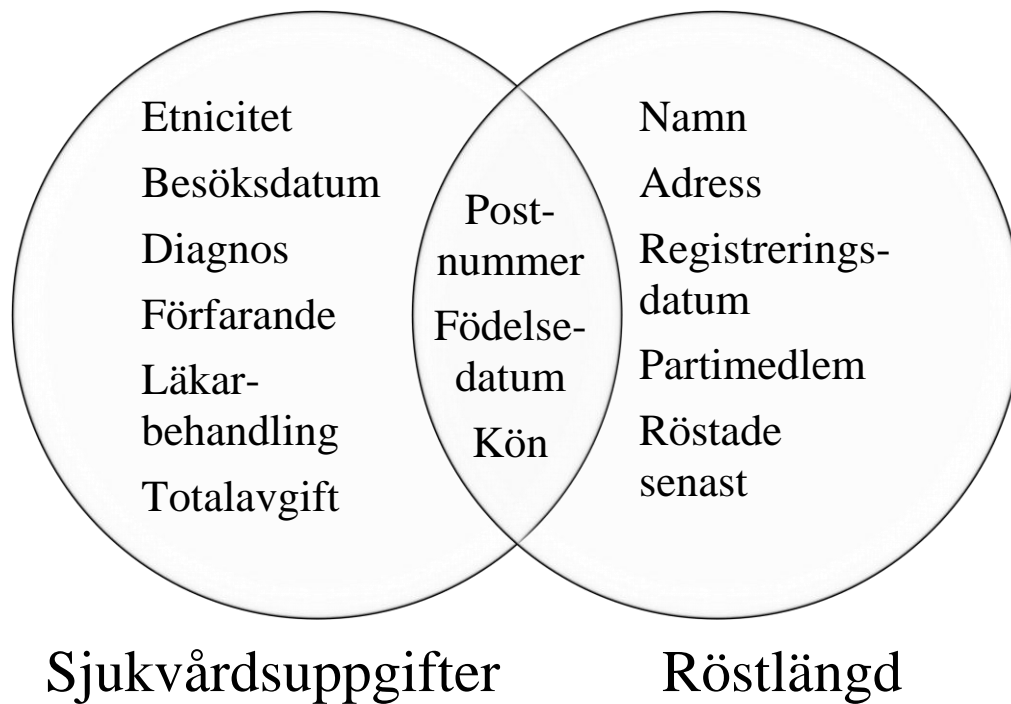 Etnicitet
Besöksdatum
Diagnos
Förfarande
Läkar-
behandling
Totalavgift
Post-
nummer
Födelse-
datum
Kön
Namn
Adress
Registrerings-
datum
Partimedlem
Röstade
senast
Sjukvårdsuppgifter
Röstlängd